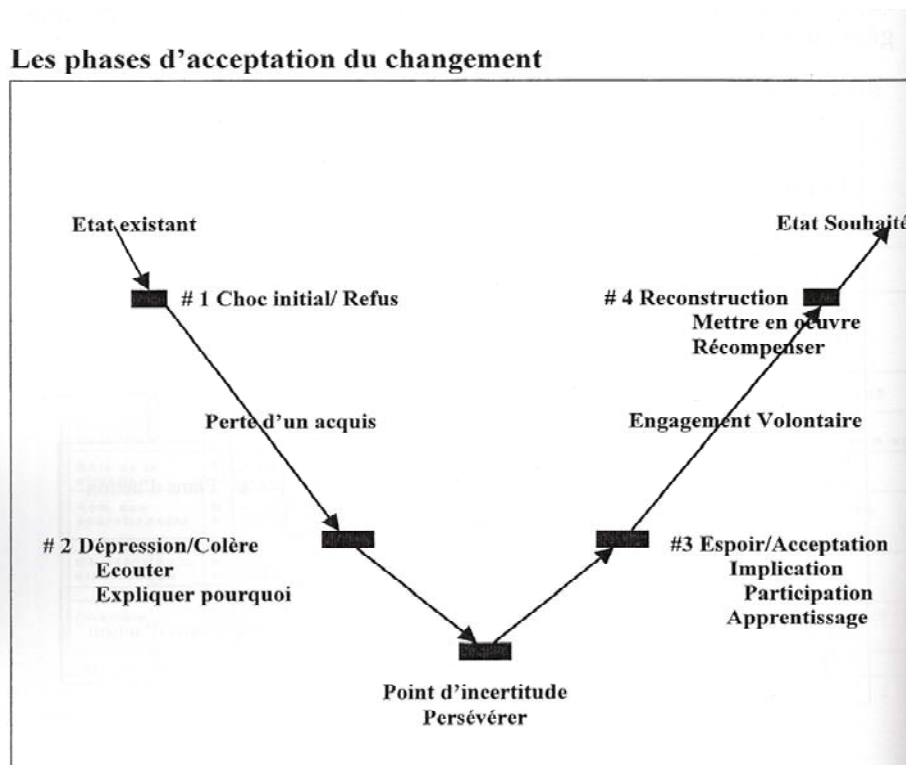 Les phases d'acceptation du changement
Etat existant
Etat Souhaité
# 1 Choc initial/ Refus
# 4 Reconstruction
Mettre en oeuvre
Récompenser
Perte d'un acquis
Engagement Volontaire
# 2 Dépression/Colère
Ecouter
Expliquer pourquoi
#3 Espoir/Acceptation
Implication
Participation
Apprentissage
Point d'incertitude
Persévérer